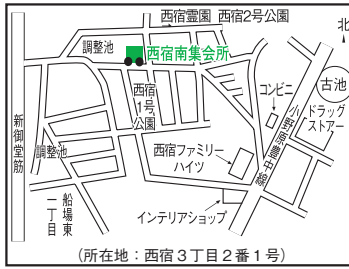 西宿霊園 西宿2号公園
北
調整池
西宿南集会所
古池
コンビニ
ドラッグ
ストアー
西宿
1号
公園
新御堂筋
小野原豊中線
調整池
西宿ファミリー
ハイツ
船場東
一丁目
インテリアショップ
(所在地：西宿3丁目2番1号)